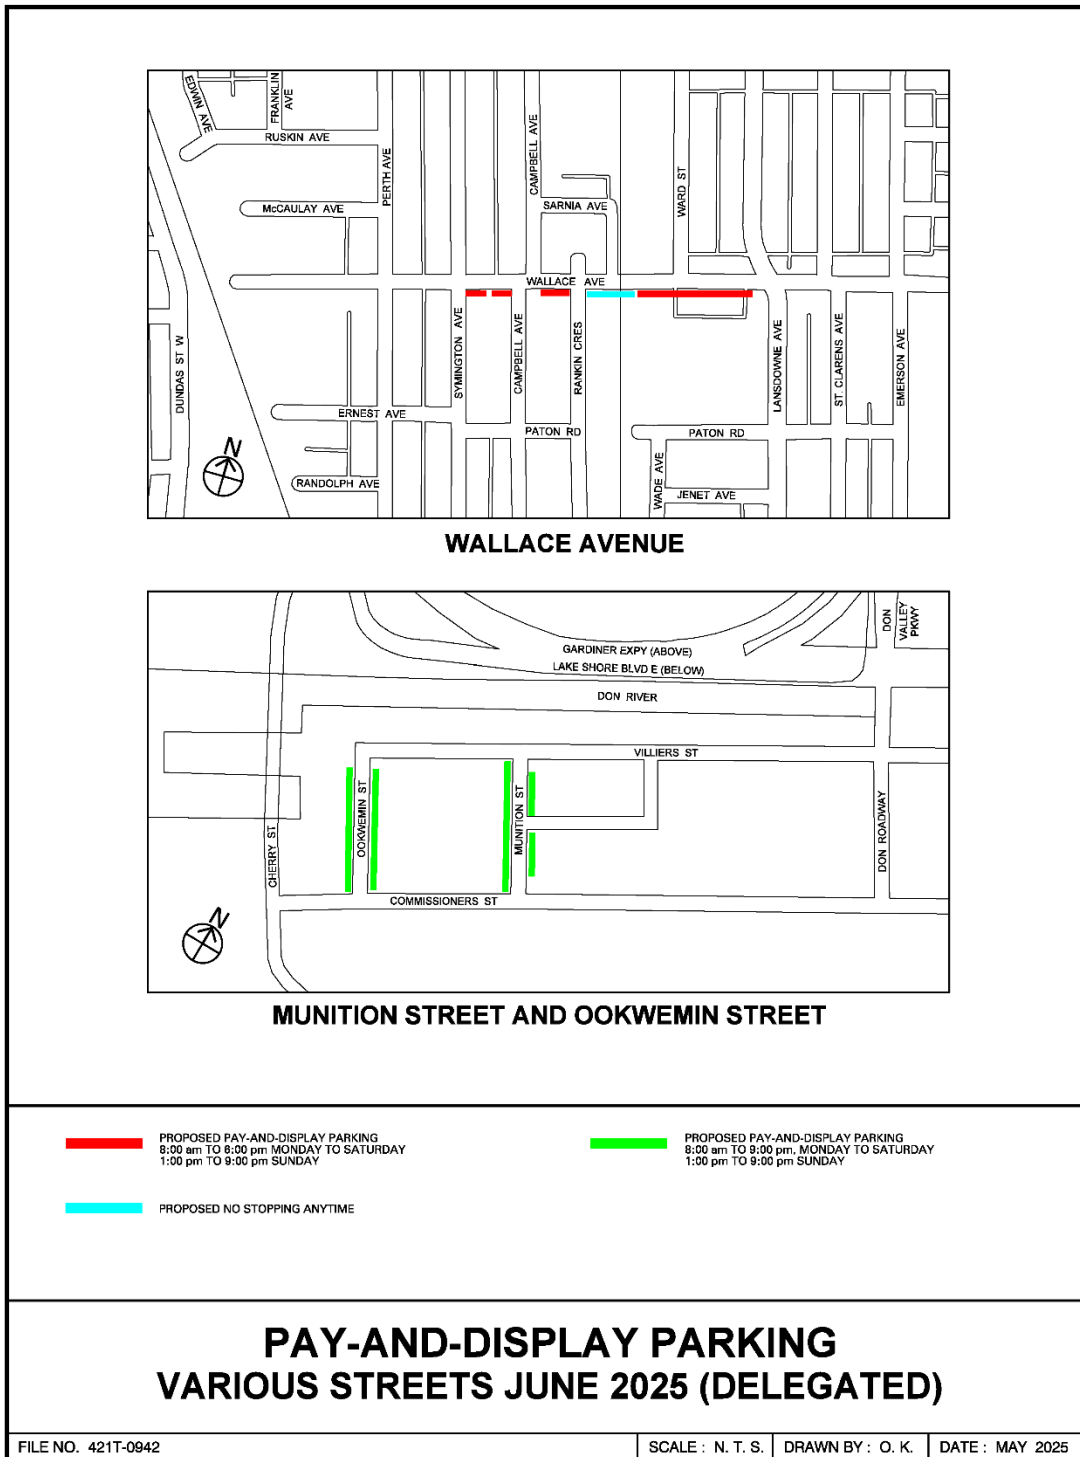 EDWIN AVE
FRANKLIN AVE
RUSKIN AVE
PERTH AVE
CAMPBELL AVE
McCAULAY AVE
SARNIA AVE
WARD ST
WALLACE AVE
DUNDAS ST W
SYMINGTON AVE
CAMPBELL AVE
RANKIN CRES
LANSDOWNE AVE
ST. CLARENS AVE
EMERSON AVE
ERNEST AVE
PATON RD
PATON RD
N
WADE AVE
RANDOLPH AVE
JENET AVE
WALLACE AVENUE
DON VALLEY PKWY
GARDINER EXPY (ABOVE)
LAKE SHORE BLVD E (BELOW)
DON RIVER
VILLIERS ST
OOKWEMIN ST
MUNITION ST
CHERRY ST
DON ROADWAY
COMMISSIONERS ST
N
MUNITION STREET AND OOKWEMIN STREET
PROPOSED PAY-AND-DISPLAY PARKING
8:00 am TO 8:00 pm MONDAY TO SATURDAY
1:00 pm TO 9:00 pm SUNDAY
PROPOSED PAY-AND-DISPLAY PARKING
8:00 am TO 9:00 pm, MONDAY TO SATURDAY
1:00 pm TO 9:00 pm SUNDAY
PROPOSED NO STOPPING ANYTIME
PAY-AND-DISPLAY PARKING
VARIOUS STREETS JUNE 2025 (DELEGATED)
FILE NO. 421T-0942
SCALE : N. T. S.
DRAWN BY : O. K.
DATE : MAY 2025